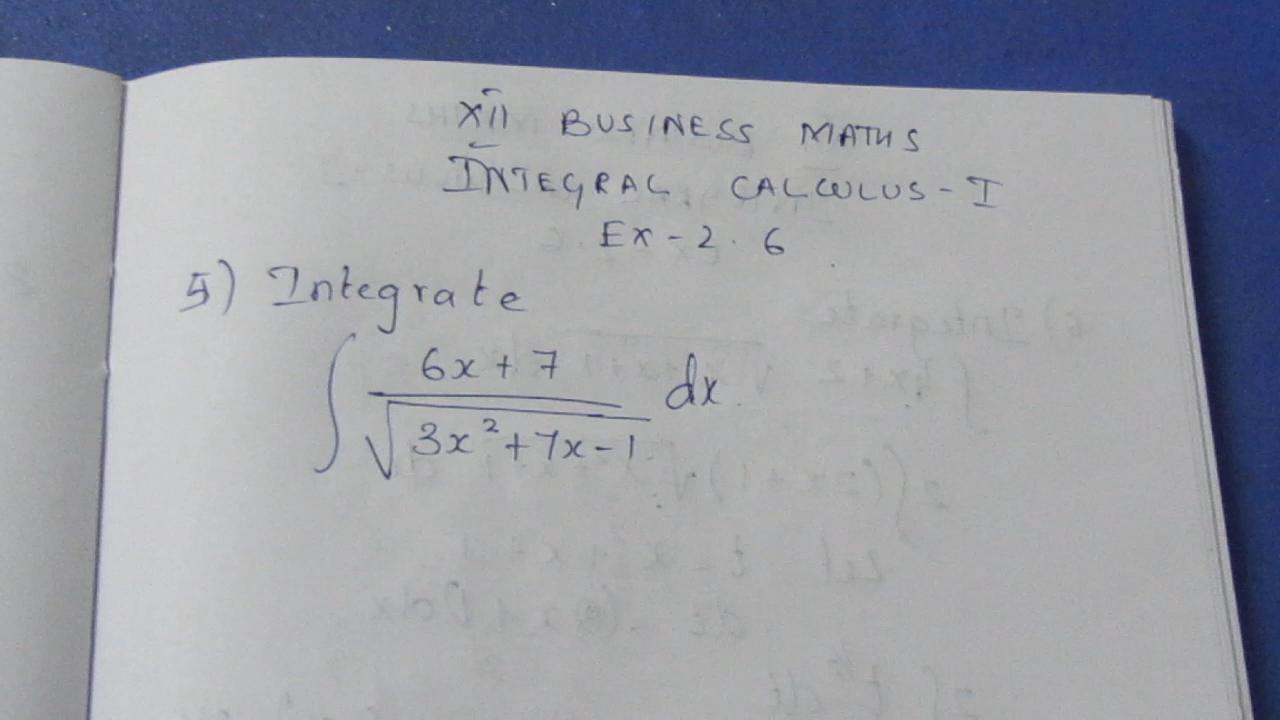 XII BUSINESS MATHS
INTEGRAL CALCULUS - I
Ex - 2.6
5) Integrate
∫ (6x + 7) / √(3x² + 7x - 1) dx.